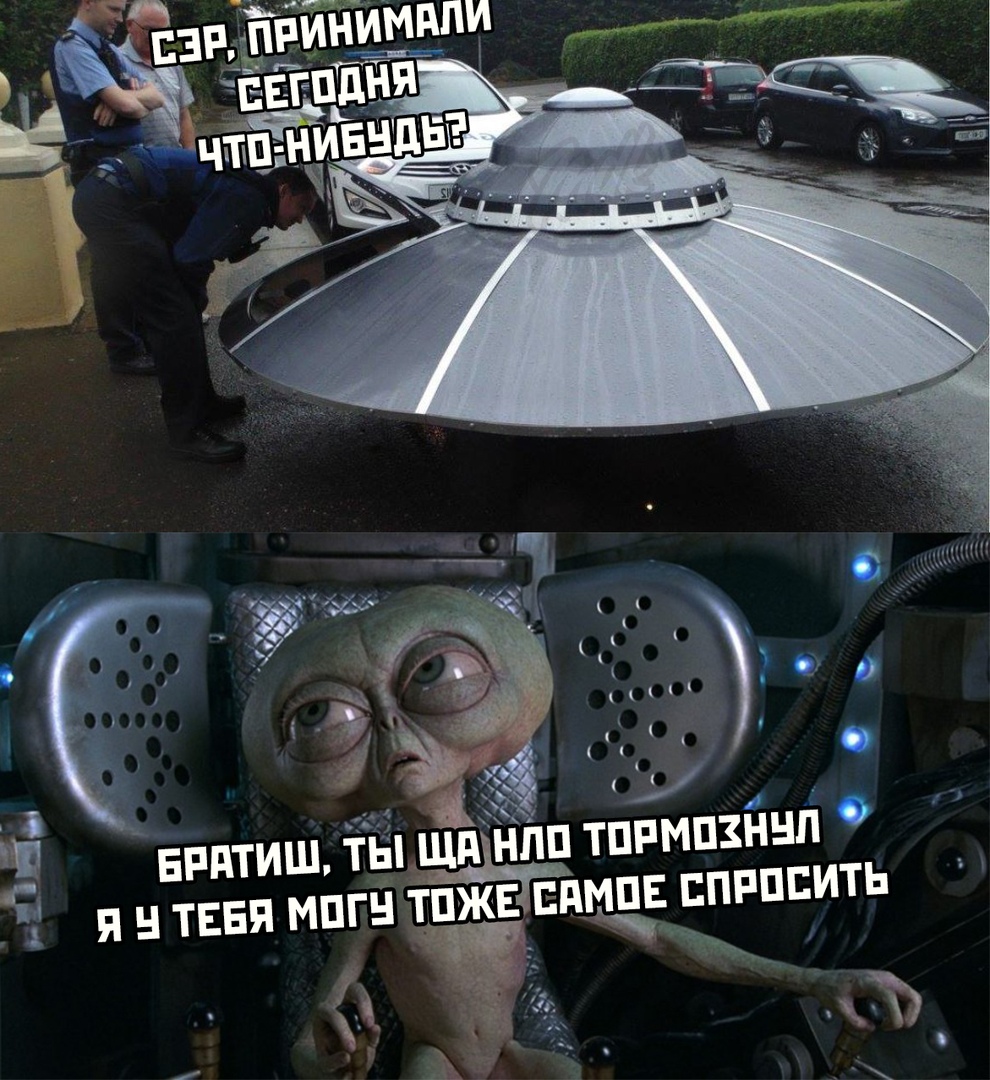 СЭР, ПРИНИМАЛИ
СЕГОДНЯ
ЧТО-НИБУДЬ?
БРАТИШ, ТЫ ЩА НЛО ТОРМОЗНУЛ
Я У ТЕБЯ МОГУ ТОЖЕ САМОЕ СПРОСИТЬ